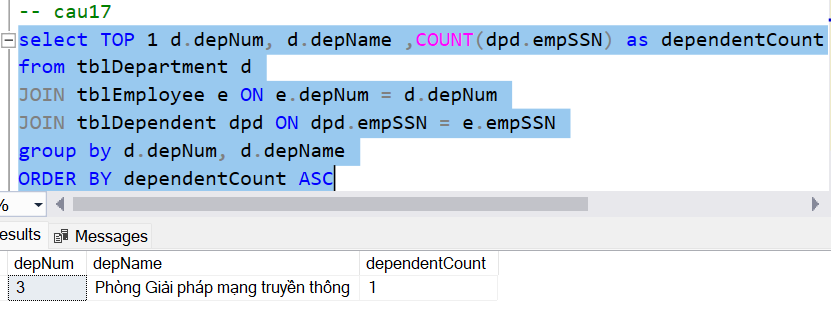 -- cau17
select TOP 1 d.depNum, d.depName ,COUNT(dpd.empSSN) as dependentCount
from tblDepartment d
JOIN tblEmployee e ON e.depNum = d.depNum
JOIN tblDependent dpd ON dpd.empSSN = e.empSSN
group by d.depNum, d.depName
ORDER BY dependentCount ASC
%
esults Messages
depNum depName dependentCount
3 Phòng Giải pháp mạng truyền thông 1